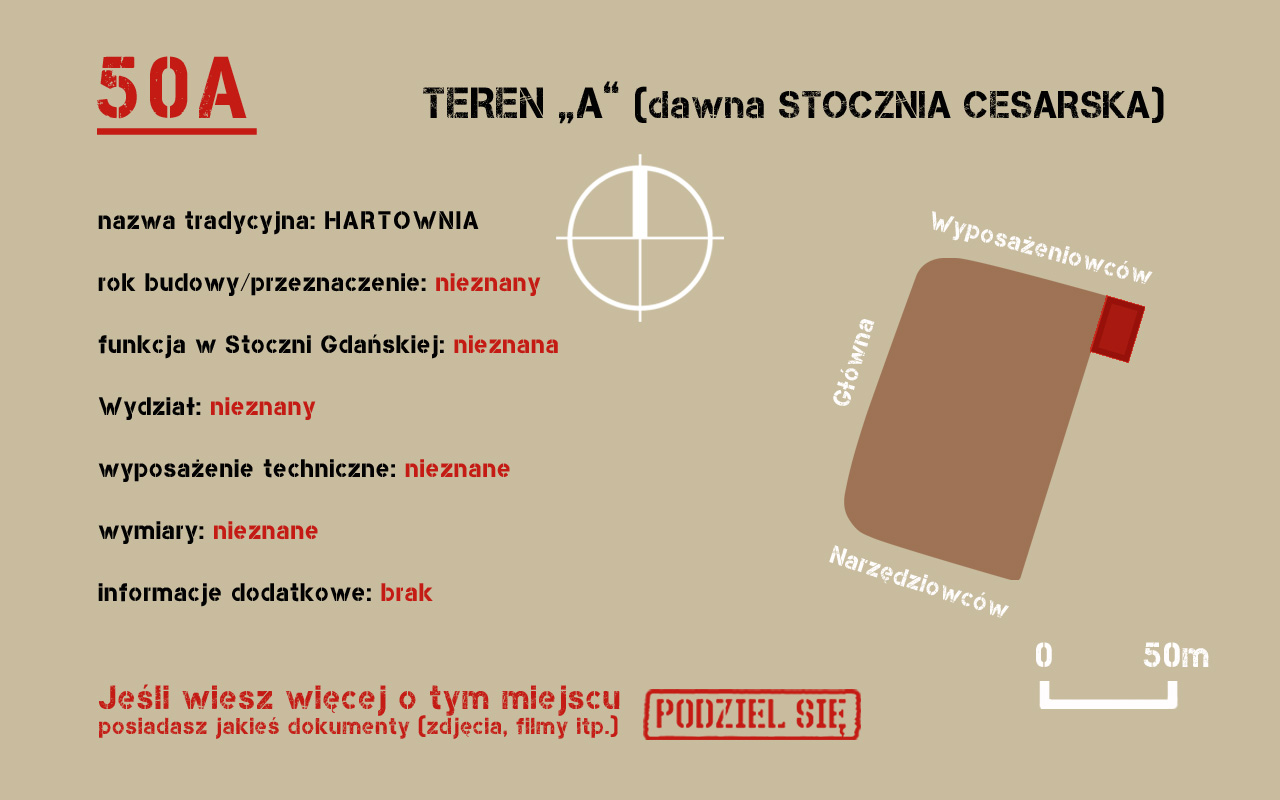 50A
TEREN „A“ (dawna STOCZNIA CESARSKA)
nazwa tradycyjna: HARTOWNIA
rok budowy/przeznaczenie: nieznany
funkcja w Stoczni Gdańskiej: nieznana
Wydział: nieznany
wyposażenie techniczne: nieznane
wymiary: nieznane
informacje dodatkowe: brak
Wyposażeniowców
Główna
Narzędziowców
0 50m
Jeśli wiesz więcej o tym miejscu
posiadasz jakieś dokumenty (zdjęcia, filmy itp.)
PODZIEL SIĘ